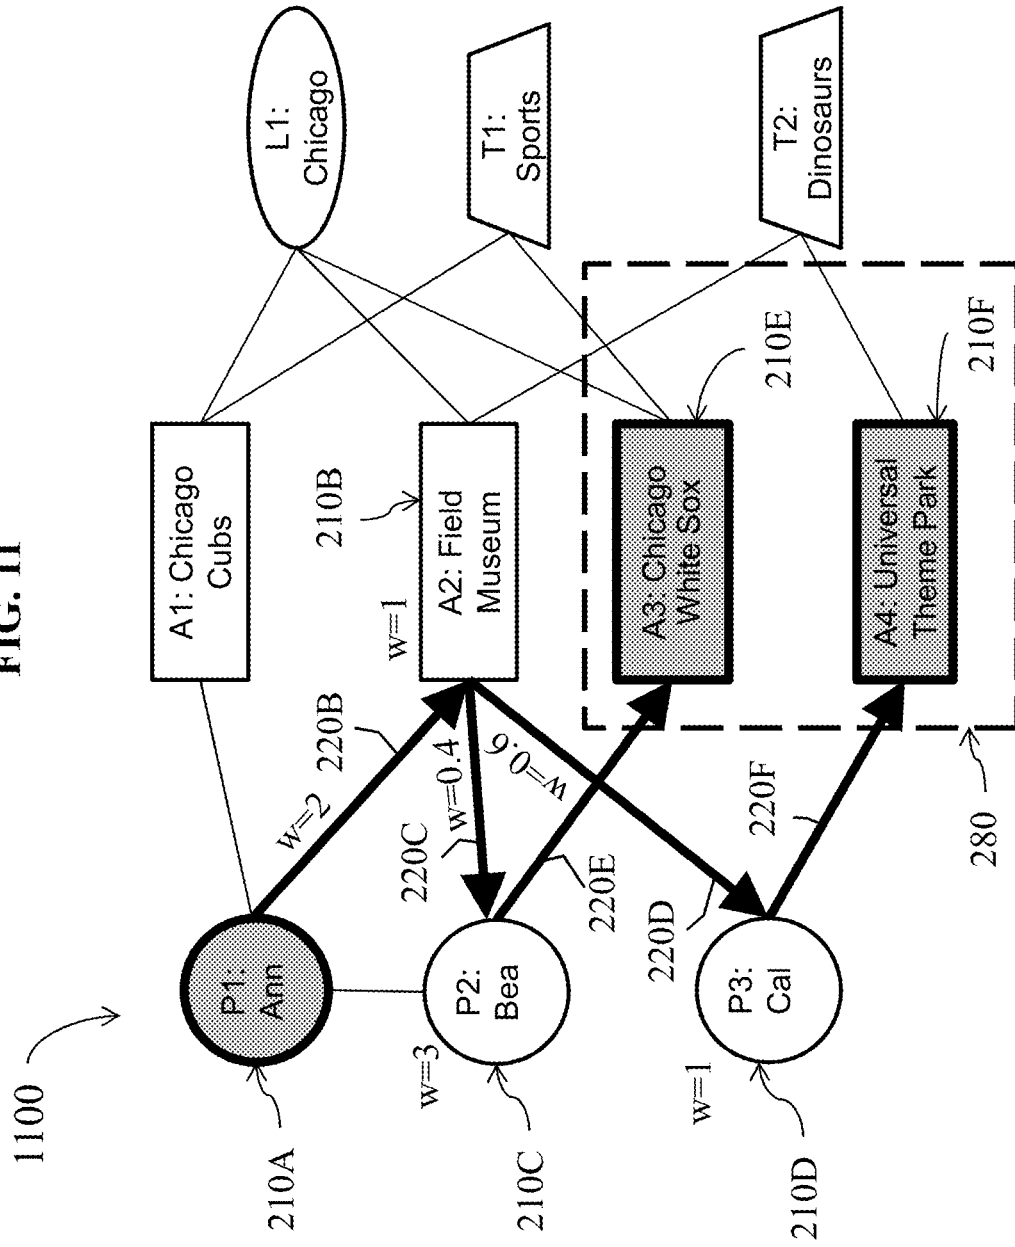 FIG. 11
1100
A1: Chicago
Cubs
P1:
Ann
210A
L1:
Chicago
w=2
220B
210B
w=1
A2: Field
Museum
220C
w=3
w=0.4
P2:
Bea
T1:
Sports
210C
w=0.6
220E
A3: Chicago
White Sox
220D
w=1
P3:
Cal
220F
210E
T2:
Dinosaurs
210D
A4: Universal
Theme Park
280
210F